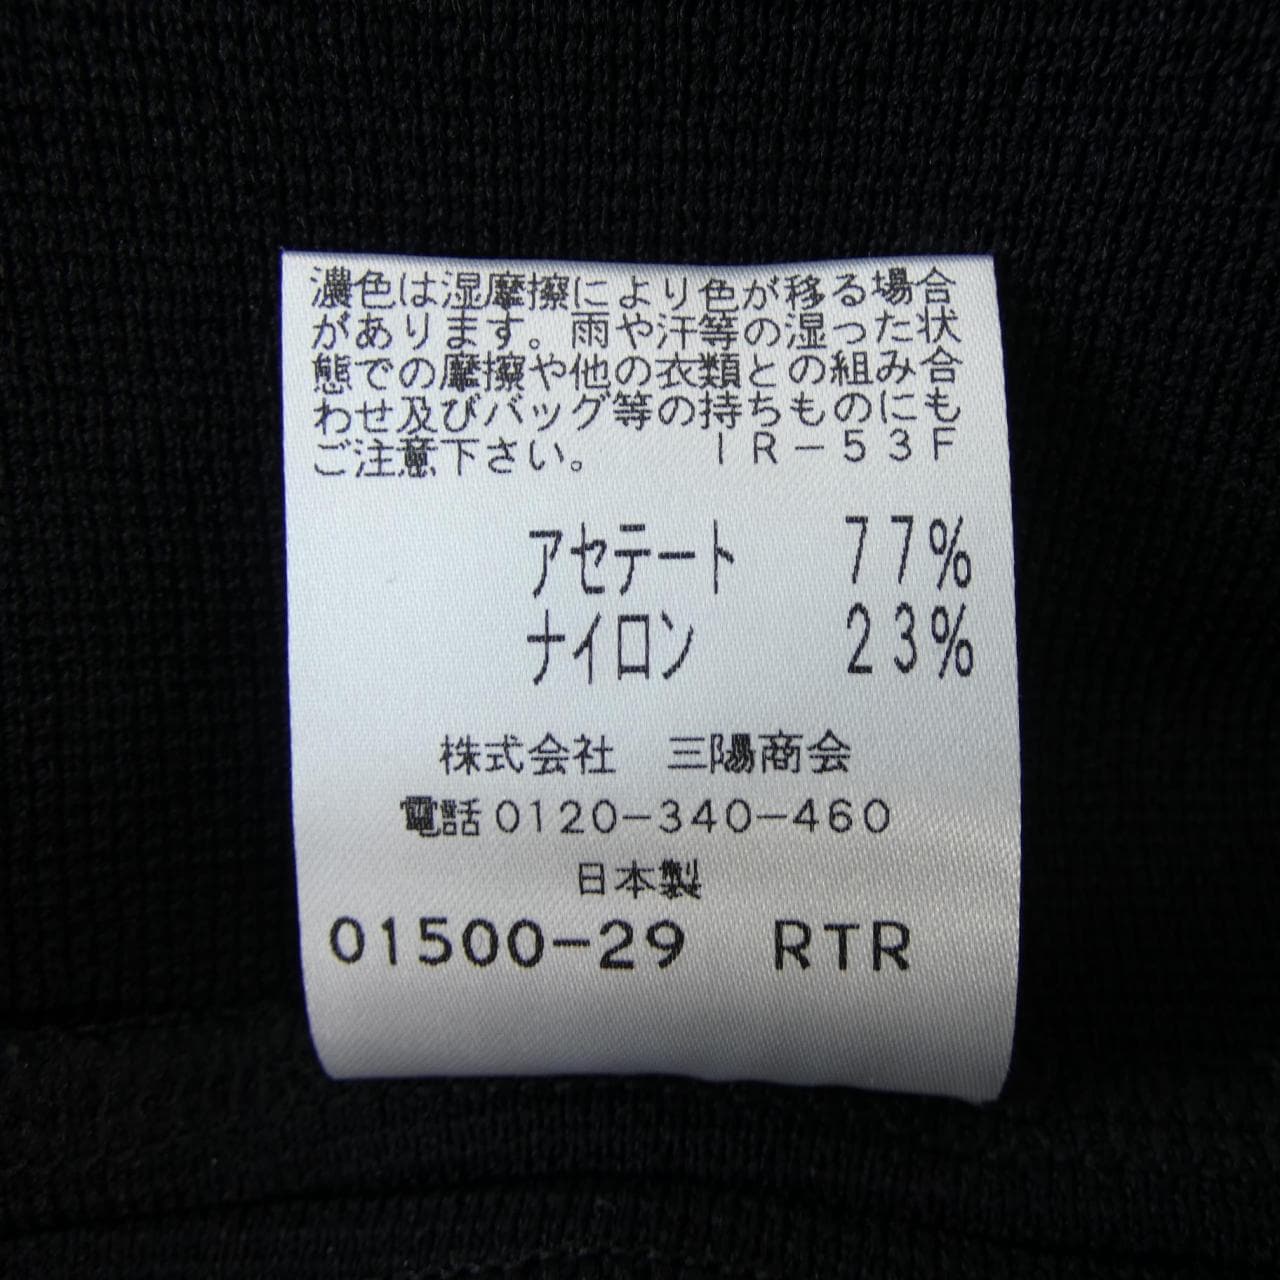 濃色は湿摩擦により色が移る場合
があります。雨や汗等の湿った状
態での摩擦や他の衣類との組み合
わせ及びバッグ等の持ちものにも
ご注意下さい。　　　ＩＲ－５３Ｆ
アセテート　　７７％
ナイロン　　　２３％
株式会社　三陽商会
電話０１２０－３４０－４６０
日本製
01500-29　RTR